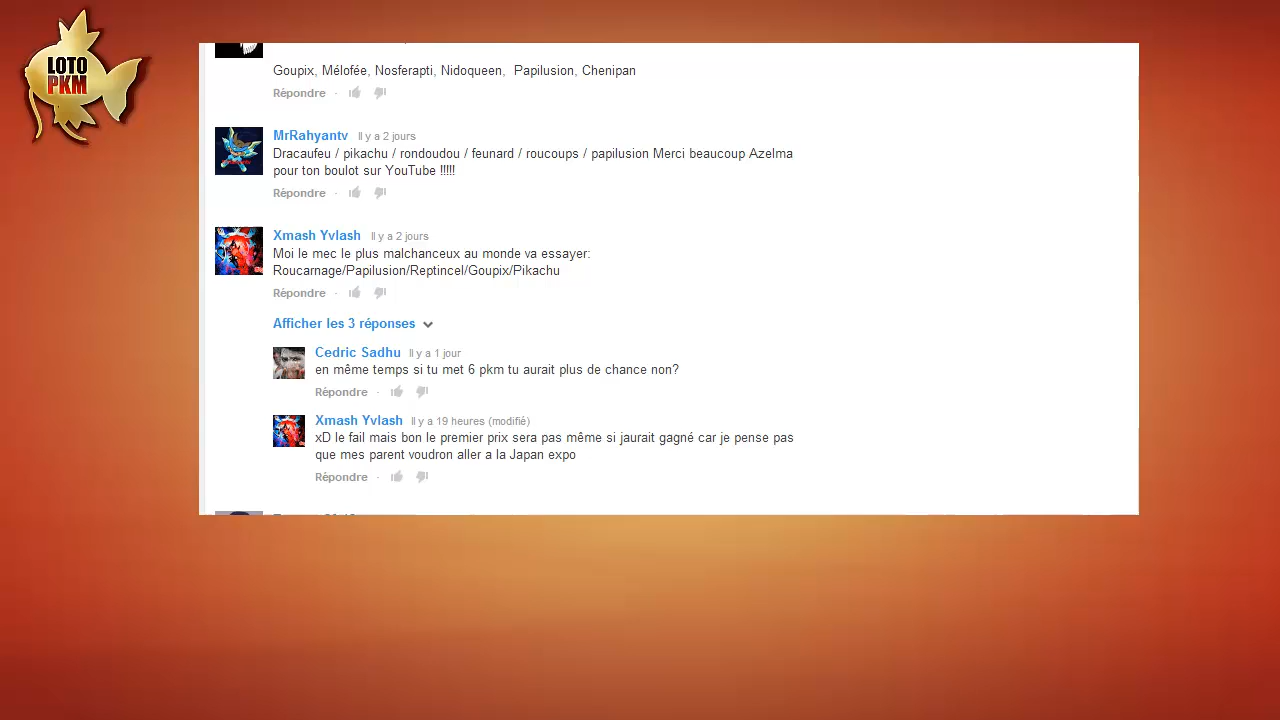 LOTO
PKM
Goupix, Mélofée, Nosferapti, Nidoqueen, Papilusion, Chenipan
Répondre ·
MrRahyantv Il y a 2 jours
Dracaufeu / pikachu / rondoudou / feunard / roucoups / papilusion Merci beaucoup Azelma
pour ton boulot sur YouTube !!!!!
Répondre ·
Xmash Yvlash Il y a 2 jours
Moi le mec le plus malchanceux au monde va essayer:
Roucarnage/Papilusion/Reptincel/Goupix/Pikachu
Répondre ·
Afficher les 3 réponses
Cedric Sadhu Il y a 1 jour
en même temps si tu met 6 pkm tu aurait plus de chance non?
Répondre ·
Xmash Yvlash Il y a 19 heures (modifié)
xD le fail mais bon le premier prix sera pas même si jaurait gagné car je pense pas
que mes parent voudron aller a la Japan expo
Répondre ·